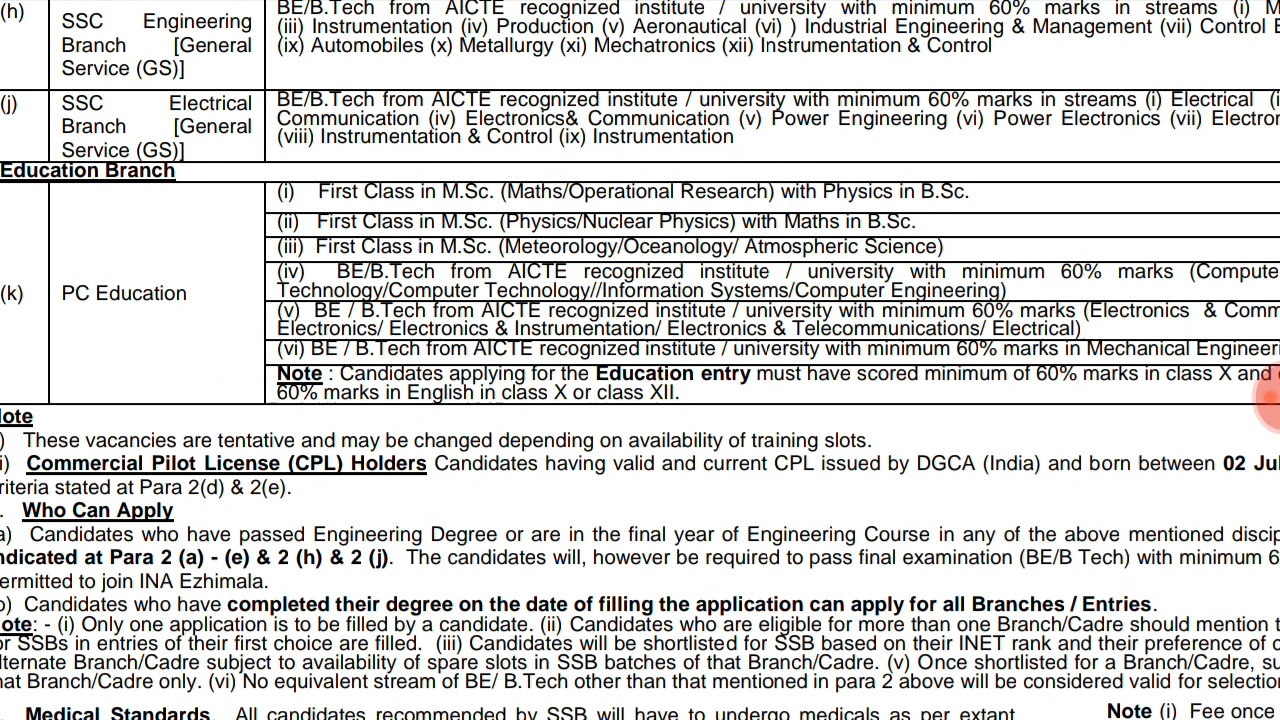 (h)
SSC Engineering
Branch [General
Service (GS)]
BE/B.Tech from AICTE recognized institute / university with minimum 60% marks in streams (i)
(iii) Instrumentation (iv) Production (v) Aeronautical (vi) ) Industrial Engineering & Management (vii) Control
(ix) Automobiles (x) Metallurgy (xi) Mechatronics (xii) Instrumentation & Control
(j)
SSC Electrical
Branch [General
Service (GS)]
BE/B.Tech from AICTE recognized institute / university with minimum 60% marks in streams (i) Electrical
Communication (iv) Electronics& Communication (v) Power Engineering (vi) Power Electronics (vii)
(viii) Instrumentation & Control (ix) Instrumentation
Education Branch
(k)
PC Education
(i) First Class in M.Sc. (Maths/Operational Research) with Physics in B.Sc.
(ii) First Class in M.Sc. (Physics/Nuclear Physics) with Maths in B.Sc.
(iii) First Class in M.Sc. (Meteorology/Oceanology/ Atmospheric Science)
(iv) BE/B.Tech from AICTE recognized institute / university with minimum 60% marks
Technology/Computer Technology//Information Systems/Computer Engineering)
(v) BE / B.Tech from AICTE recognized institute / university with minimum 60% marks (Electronics &
Electronics/ Electronics & Instrumentation/ Electronics & Telecommunications/ Electrical)
(vi) BE / B.Tech from AICTE recognized institute / university with minimum 60% marks in Mechanical
Note : Candidates applying for the Education entry must have scored minimum of 60% marks in class X and
60% marks in English in class X or class XII.
These vacancies are tentative and may be changed depending on availability of training slots.
Commercial Pilot License (CPL) Holders Candidates having valid and current CPL issued by DGCA (India) and born between 02
stated at Para 2(d) & 2(e).
Who Can Apply
Candidates who have passed Engineering Degree or are in the final year of Engineering Course in any of the above mentioned
at Para 2 (a) - (e) & 2 (h) & 2 (j). The candidates will, however be required to pass final examination (BE/B Tech) with minimum
to join INA Ezhimala.
Candidates who have completed their degree on the date of filling the application can apply for all Branches / Entries.
: - (i) Only one application is to be filled by a candidate. (ii) Candidates who are eligible for more than one Branch/Cadre should mention
SSBs in entries of their first choice are filled. (iii) Candidates will be shortlisted for SSB based on their INET rank and their preference of
Branch/Cadre subject to availability of spare slots in SSB batches of that Branch/Cadre. (v) Once shortlisted for a Branch/Cadre,
Branch/Cadre only. (vi) No equivalent stream of BE/ B.Tech other than that mentioned in para 2 above will be considered valid for
Medical Standards. All candidates recommended by SSB will have to undergo medicals as per extant
Note (i) Fee once